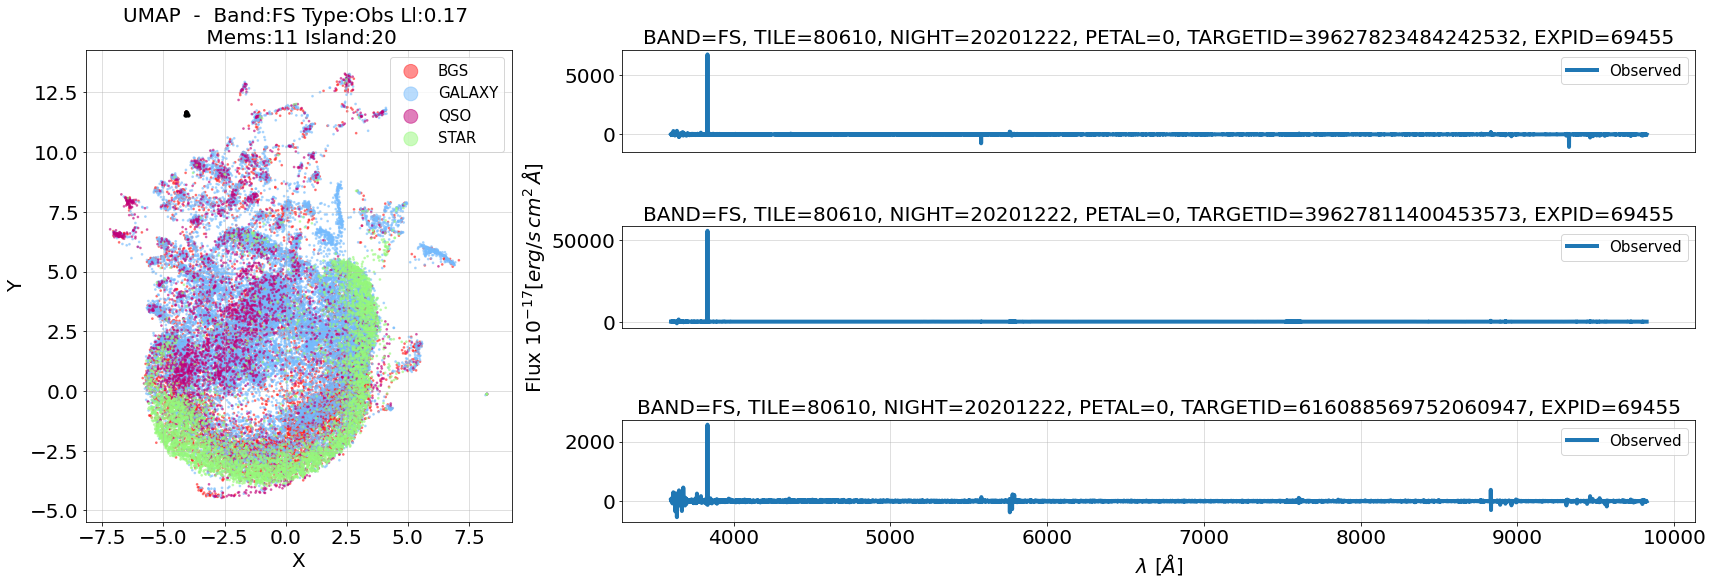 UMAP - Band:FS Type:Obs Ll:0.17
Mems:11 Island:20
BGS
GALAXY
QSO
STAR
12.5
10.0
7.5
5.0
2.5
0.0
−2.5
−5.0
Y
−7.5 −5.0 −2.5 0.0 2.5 5.0 7.5
X
BAND=FS, TILE=80610, NIGHT=20201222, PETAL=0, TARGETID=39627823484242532, EXPID=69455
Observed
5000
0
BAND=FS, TILE=80610, NIGHT=20201222, PETAL=0, TARGETID=39627811400453573, EXPID=69455
Observed
50000
0
Flux 10⁻¹⁷[erg/s cm² Å]
BAND=FS, TILE=80610, NIGHT=20201222, PETAL=0, TARGETID=616088569752060947, EXPID=69455
Observed
2000
0
4000 5000 6000 7000 8000 9000 10000
λ [Å]